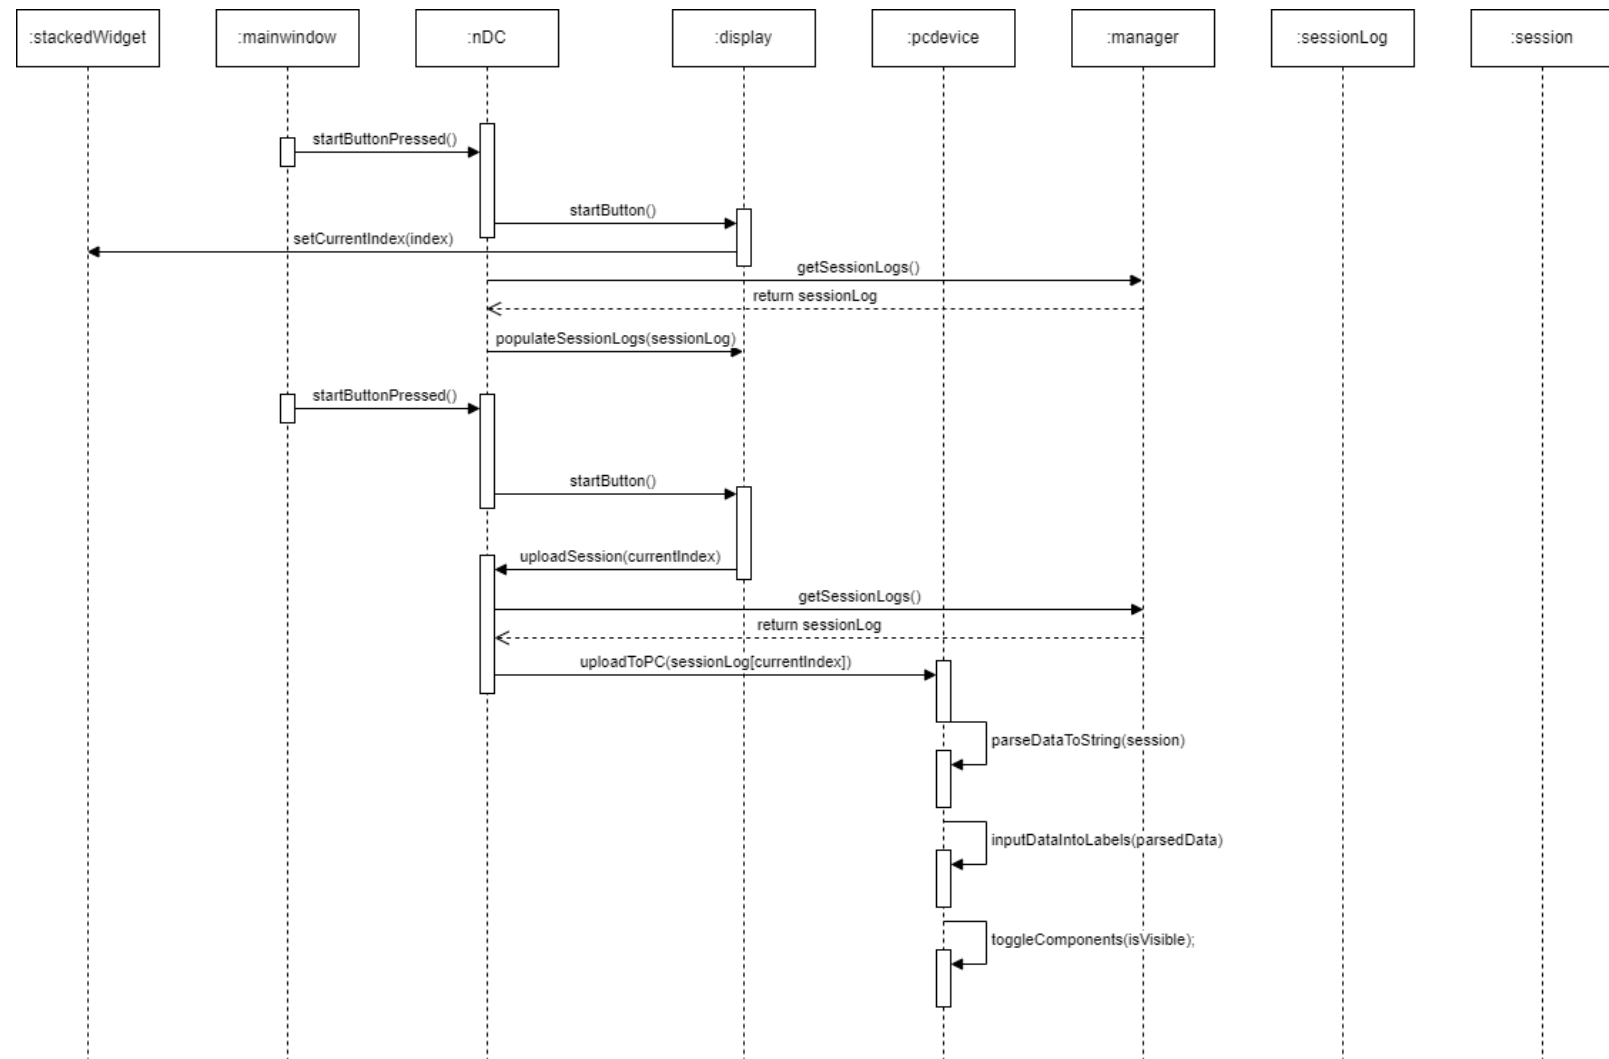 :stackedWidget
:mainwindow
:nDC
:display
:pcdevice
:manager
:sessionLog
:session
startButtonPressed()
startButton()
setCurrentIndex(index)
getSessionLogs()
return sessionLog
populateSessionLogs(sessionLog)
startButtonPressed()
startButton()
uploadSession(currentIndex)
getSessionLogs()
return sessionLog
uploadToPC(sessionLog[currentIndex])
parseDataToString(session)
inputDataIntoLabels(parsedData)
toggleComponents(isVisible);